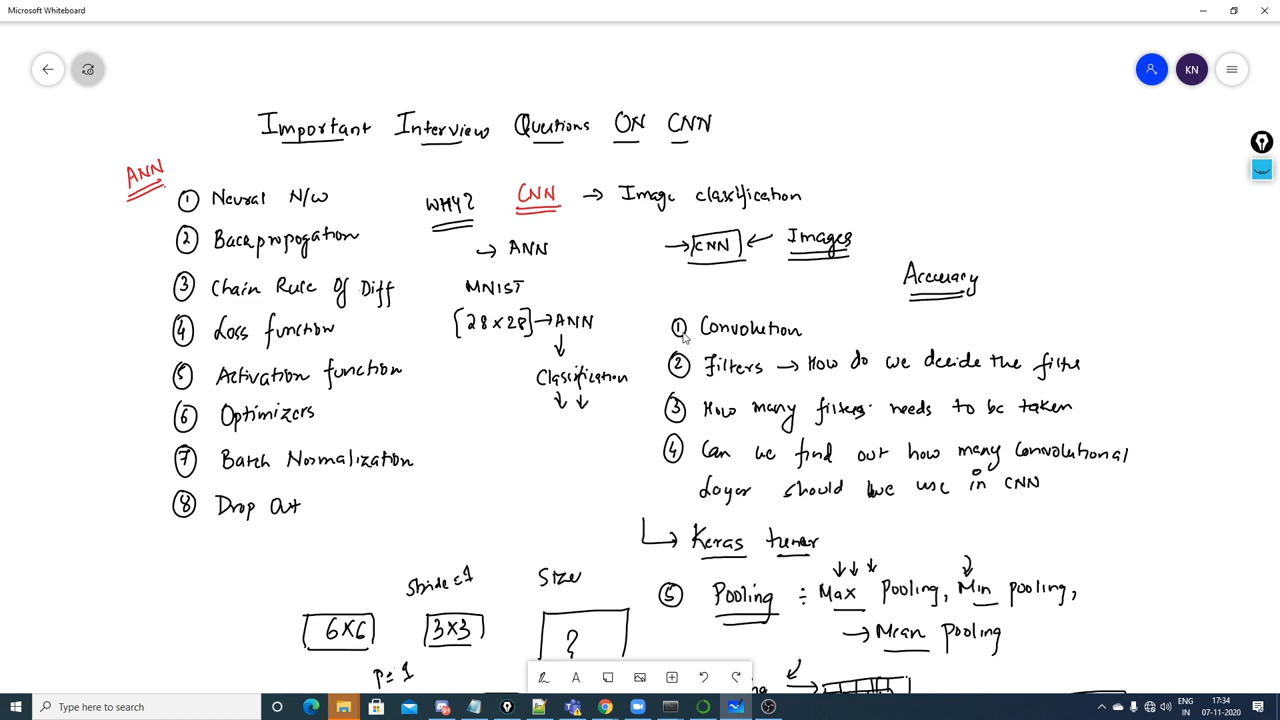 Microsoft Whiteboard
KN
Important Interview Questions ON CNN
ANN
① Neural N/w
② Backpropogation
③ Chain Rule Of Diff
④ Loss function
⑤ Activation function
⑥ Optimizers
⑦ Batch Normalization
⑧ Drop Out
WHY?
CNN → Image classification
→ ANN
MNIST
[28×28] → ANN
↓
Classification
↓ ↓
→ CNN ← Images
Accuracy
① Convolution
② Filters → How do we decide the filte
③ How many filters needs to be taken
④ Can we find out how many Convolutional
Layer should we use in CNN
→ Keras tuner
⑤ Pooling ÷ Max pooling, Min pooling,
→ Mean pooling
Stride = 1
Size
6×6
3×3
?
P = 1
A
Type here to search
ENG
IN
17:34
07-11-2020